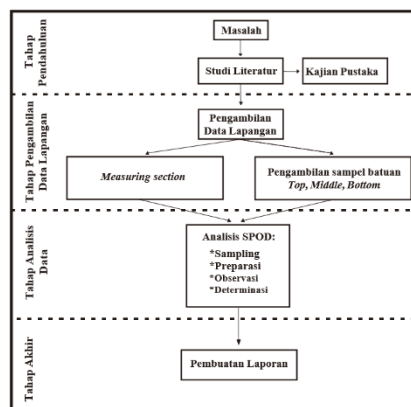 Tahap
Pendahuluan
Masalah
Studi Literatur
Kajian Pustaka
Tahap Pengambilan
Data Lapangan
Pengambilan
Data Lapangan
Measuring section
Pengambilan sampel batuan
Top, Middle, Bottom
Tahap Analisis
Data
Analisis SPOD:
*Sampling
*Preparasi
*Observasi
*Determinasi
Tahap Akhir
Pembuatan Laporan